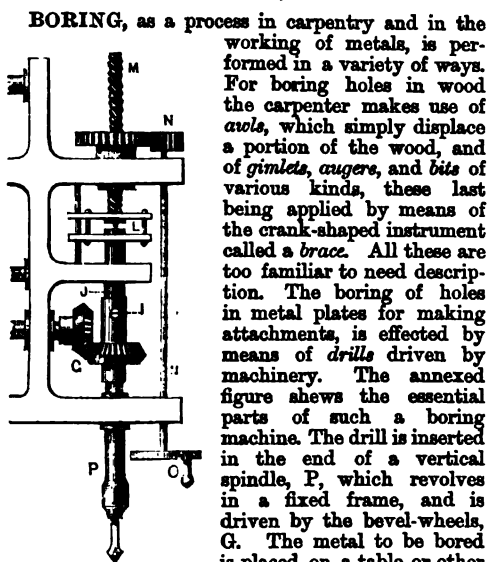 BORING, as a process in carpentry and in the
working of metals, is per-
formed in a variety of ways.
For boring holes in wood
the carpenter makes use of
awls, which simply displace
a portion of the wood, and
of gimlets, augers, and bits of
various kinds, these last
being applied by means of
the crank-shaped instrument
called a brace. All these are
too familiar to need descrip-
tion. The boring of holes
in metal plates for making
attachments, is effected by
means of drills driven by
machinery. The annexed
figure shews the essential
parts of such a boring
machine. The drill is inserted
in the end of a vertical
spindle, P, which revolves
in a fixed frame, and is
driven by the bevel-wheels,
G. The metal to be bored
is placed on a table or other
M
N
L
J
I
G
P
O